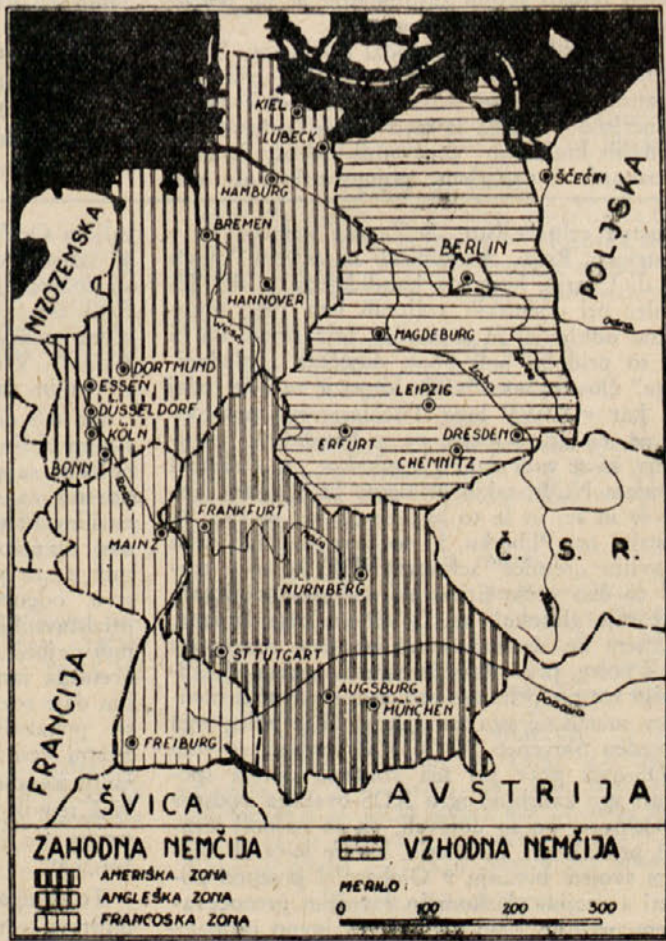 KIEL
LÜBECK
ŠČEČIN
HAMBURG
BREMEN
BERLIN
POLJSKA
NIZOZEMSKA
HANNOVER
Weser
MAGDEBURG
Laba
Odra
DORTMUND
ESSEN
DÜSSELDORF
KÖLN
BONN
LEIPZIG
ERFURT
DRESDEN
CHEMNITZ
FRANKFURT
MAINZ
Main
NÜRNBERG
Č. S. R.
STTUTGART
AUGSBURG
MÜNCHEN
Donava
FRANCIJA
FREIBURG
ŠVICA
AVSTRIJA
ZAHODNA NEMČIJA
AMERIŠKA ZONA
ANGLEŠKA ZONA
FRANCOSKA ZONA
VZHODNA NEMČIJA
MERILO:
0 100 200 300